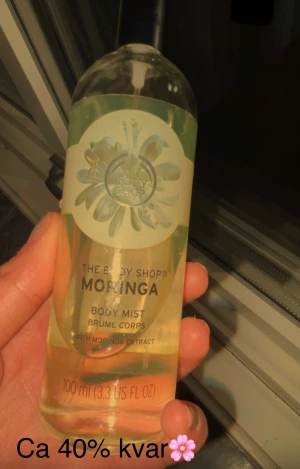 THE BODY SHOP®
MORINGA
BODY MIST
BRUME CORPS
WITH MORINGA EXTRACT
100 ml (3.3 US FL OZ)
Ca 40% kvar🌸